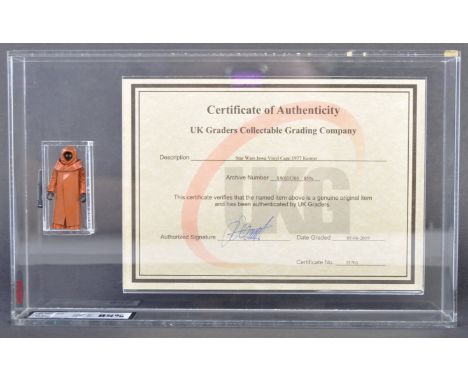 Certificate of Authenticity
UK Graders Collectable Grading Company
Description Star Wars Jawa Vinyl Cape 1977 Kenner
Archive Number 85%
This certificate verifies that the named item above is a genuine original item
and has been authenticated by UK Graders.
UKG
Authorized Signature Date Graded
Certificate No.